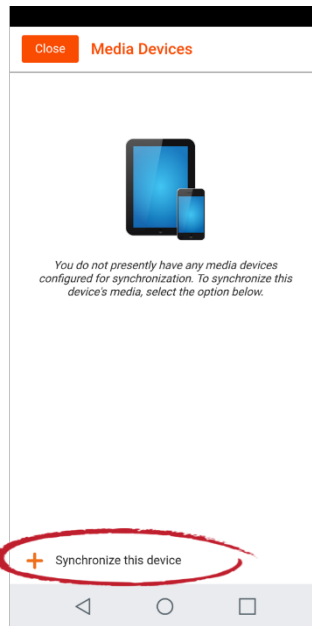 Close
Media Devices
You do not presently have any media devices
configured for synchronization. To synchronize this
device's media, select the option below.
Synchronize this device